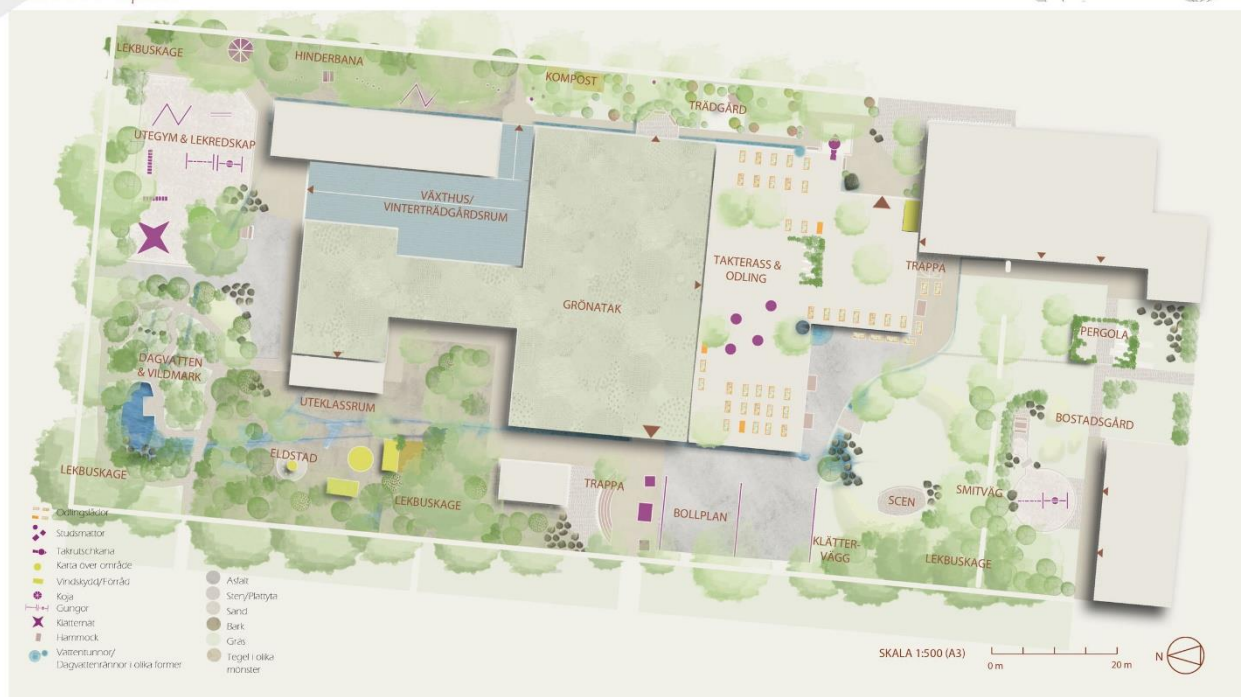 LEKBUSKAGE
HINDERBANA
KOMPOST
TRÄDGÅRD
UTEGYM & LEKREDSKAP
VÄXTHUS/
VINTERTRÄDGÅRDSRUM
TAKTERASS &
ODLING
TRAPPA
GRÖNATAK
PERGOLA
DAGVATTEN
& VILDMARK
UTEKLASSRUM
BOSTADSGÅRD
ELDSTAD
LEKBUSKAGE
LEKBUSKAGE
TRAPPA
BOLLPLAN
SCEN
SMITVÄG
KLÄTTER-
VÄGG
LEKBUSKAGE
Odlingslådor
Studsmattor
Takrutschkana
Karta över område
Vindskydd/Förråd
Koja
Gungor
Klätternät
Hammock
Vattentunnor/
Dagvattenrännor i olika former
Asfalt
Sten/Plattyta
Sand
Bark
Gräs
Tegel i olika
mönster
SKALA 1:500 (A3)
0 m
20 m
N